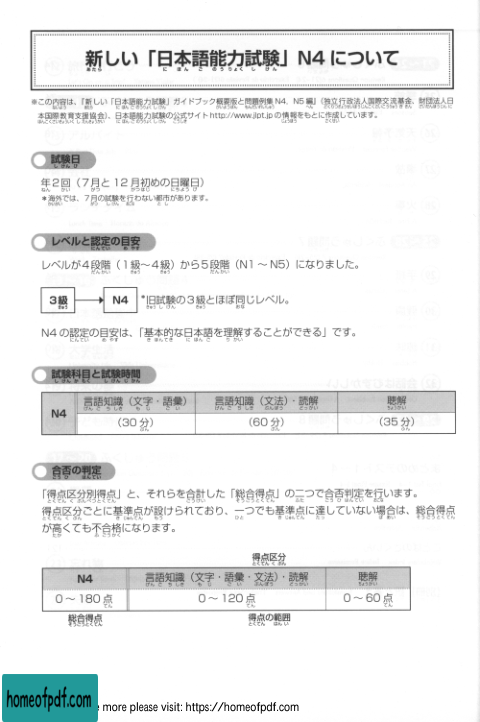 新しい「日本語能力試験」N4について
※この内容は、『新しい「日本語能力試験」ガイドブック概要版と問題例集N4、N5編』(独立行政法人国際交流基金、財団法人日
本国際教育支援協会)、日本語能力試験の公式サイトhttp://www.jlpt.jpの情報をもとに作成しています。
試験日
年2回(7月と12月初めの日曜日)
*海外では、7月の試験を行わない都市があります。
レベルと認定の目安
レベルが4段階(1級～4級)から5段階(N1～N5)になりました。
3級 → N4 *旧試験の3級とほぼ同じレベル。
N4の認定の目安は、「基本的な日本語を理解することができる」です。
試験科目と試験時間
N4 言語知識(文字・語彙) 言語知識(文法)・読解 聴解
(30分) (60分) (35分)
合否の判定
「得点区分別得点」と、それらを合計した「総合得点」の二つで合否判定を行います。
得点区分ごとに基準点が設けられており、一つでも基準点に達していない場合は、総合得点
が高くても不合格になります。
得点区分
N4 言語知識(文字・語彙・文法)・読解 聴解
0～180点 0～120点 0～60点
総合得点 得点の範囲
homeofpdf.com
e more please visit: https://homeofpdf.com